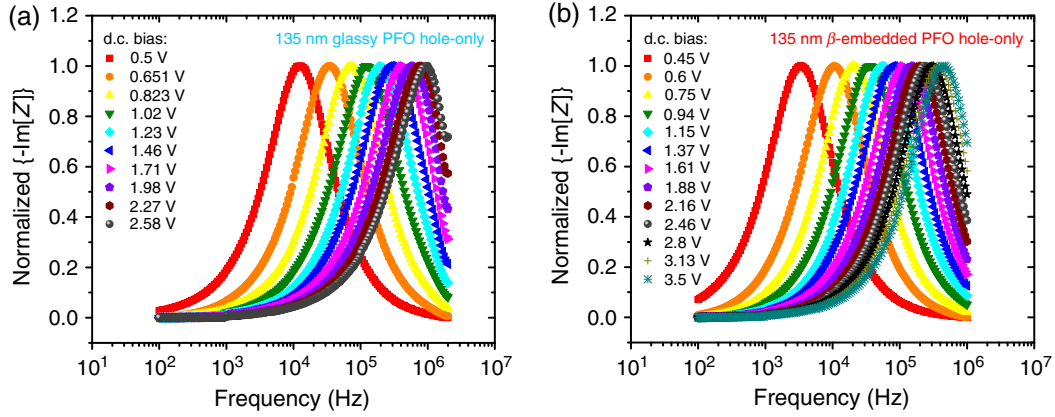 (a)
135 nm glassy PFO hole-only
d.c. bias:
0.5 V
0.651 V
0.823 V
1.02 V
1.23 V
1.46 V
1.71 V
1.98 V
2.27 V
2.58 V
Normalized {-Im[Z]}
1.2
1.0
0.8
0.6
0.4
0.2
0.0
10¹ 10² 10³ 10⁴ 10⁵ 10⁶ 10⁷
Frequency (Hz)
(b)
135 nm β-embedded PFO hole-only
d.c. bias:
0.45 V
0.6 V
0.75 V
0.94 V
1.15 V
1.37 V
1.61 V
1.88 V
2.16 V
2.46 V
2.8 V
3.13 V
3.5 V
Normalized {-Im[Z]}
1.2
1.0
0.8
0.6
0.4
0.2
0.0
10¹ 10² 10³ 10⁴ 10⁵ 10⁶ 10⁷
Frequency (Hz)